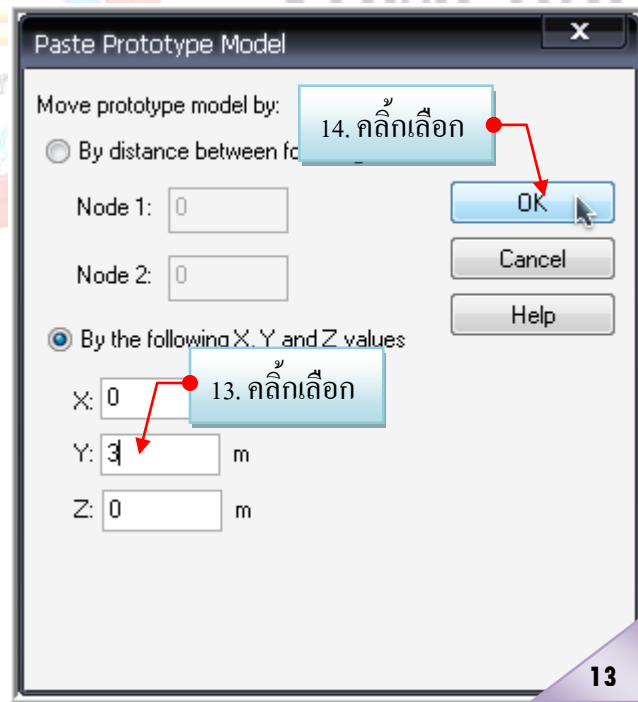 Paste Prototype Model
x
Move prototype model by:
14. คลิ้กเลือก
By distance between
Node 1: 0
OK
Node 2: 0
Cancel
Help
By the following X, Y and Z values
X: 0
13. คลิ้กเลือก
Y: 3 m
Z: 0 m
13